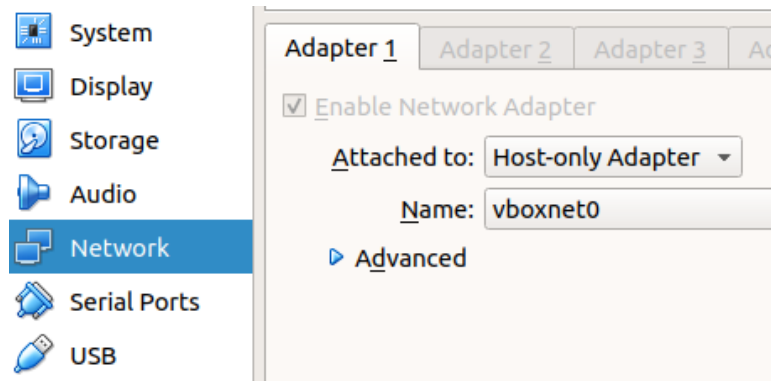 System
Display
Storage
Audio
Network
Serial Ports
USB
Adapter 1 Adapter 2 Adapter 3
Enable Network Adapter
Attached to: Host-only Adapter
Name: vboxnet0
Advanced